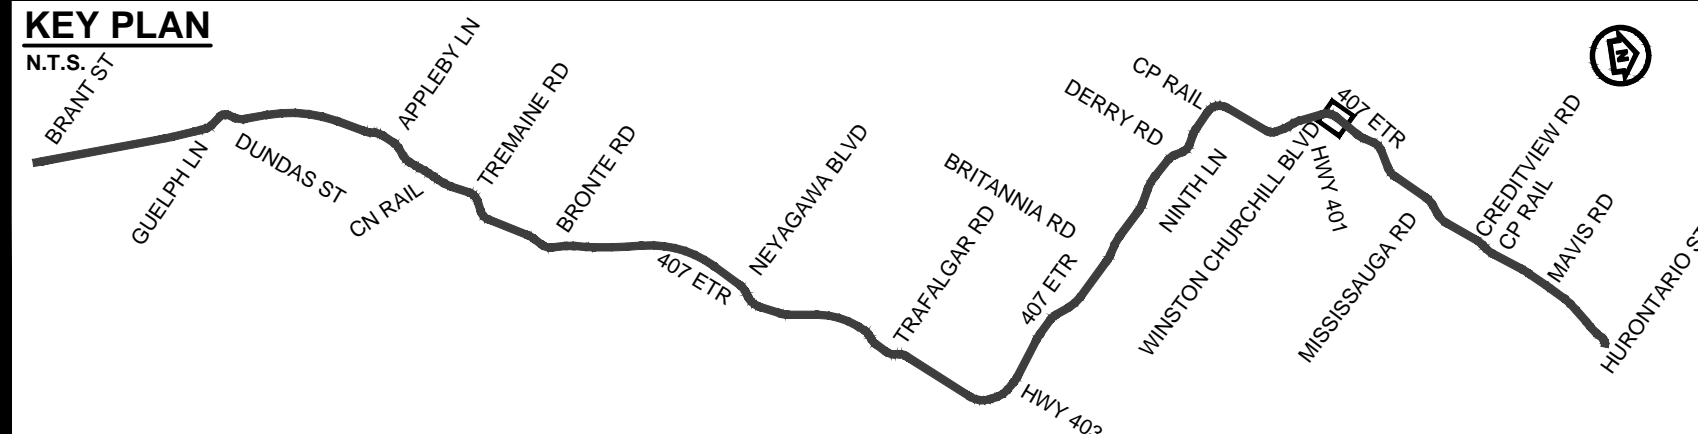 KEY PLAN
N.T.S.
BRANT ST
GUELPH LN
DUNDAS ST
APPLEBY LN
CN RAIL
TREMAINE RD
BRONTE RD
407 ETR
NEYAGAWA BLVD
TRAFALGAR RD
HWY 403
407 ETR
BRITANNIA RD
DERRY RD
CP RAIL
NINTH LN
WINSTON CHURCHILL BLVD
HWY 401
407 ETR
MISSISSAUGA RD
CREDITVIEW RD
CP RAIL
MAVIS RD
HURONTARIO ST
N